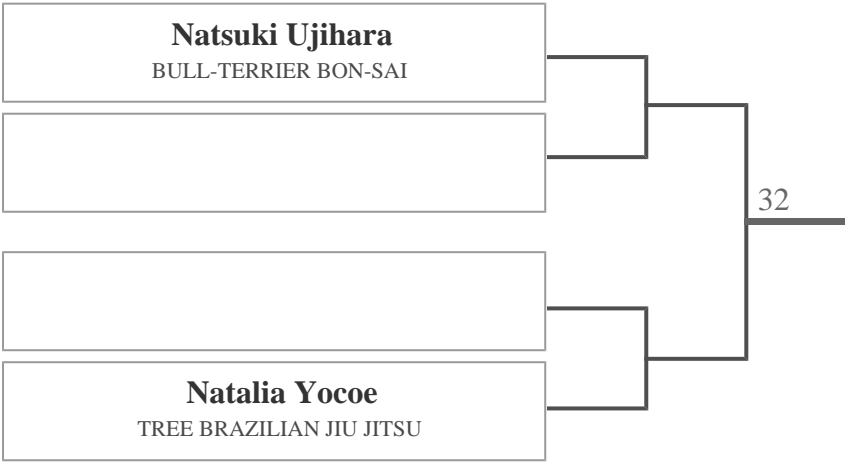 Natsuki Ujihara
BULL-TERRIER BON-SAI
32
Natalia Yocoe
TREE BRAZILIAN JIU JITSU